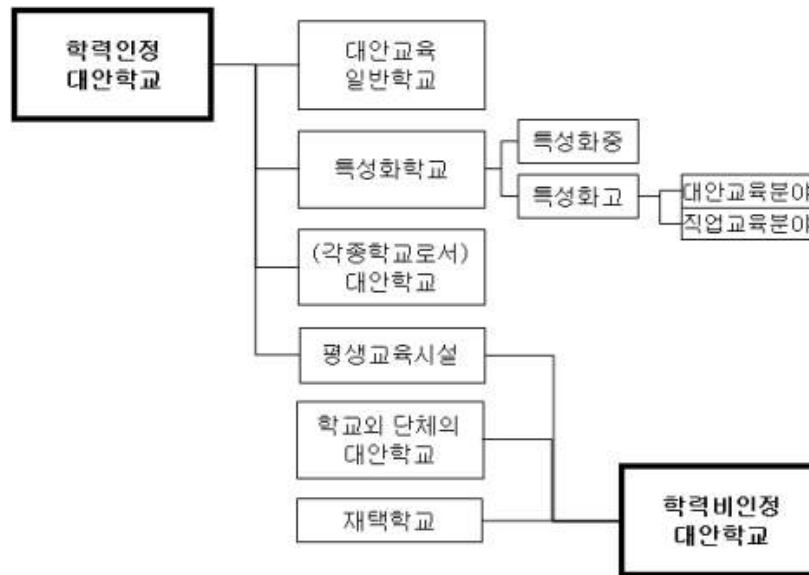 학력인정
대안학교
대안교육
일반학교
특성화학교
특성화중
특성화고
대안교육분야
직업교육분야
(각종학교로서)
대안학교
평생교육시설
학교외 단체의
대안학교
재택학교
학력비인정
대안학교